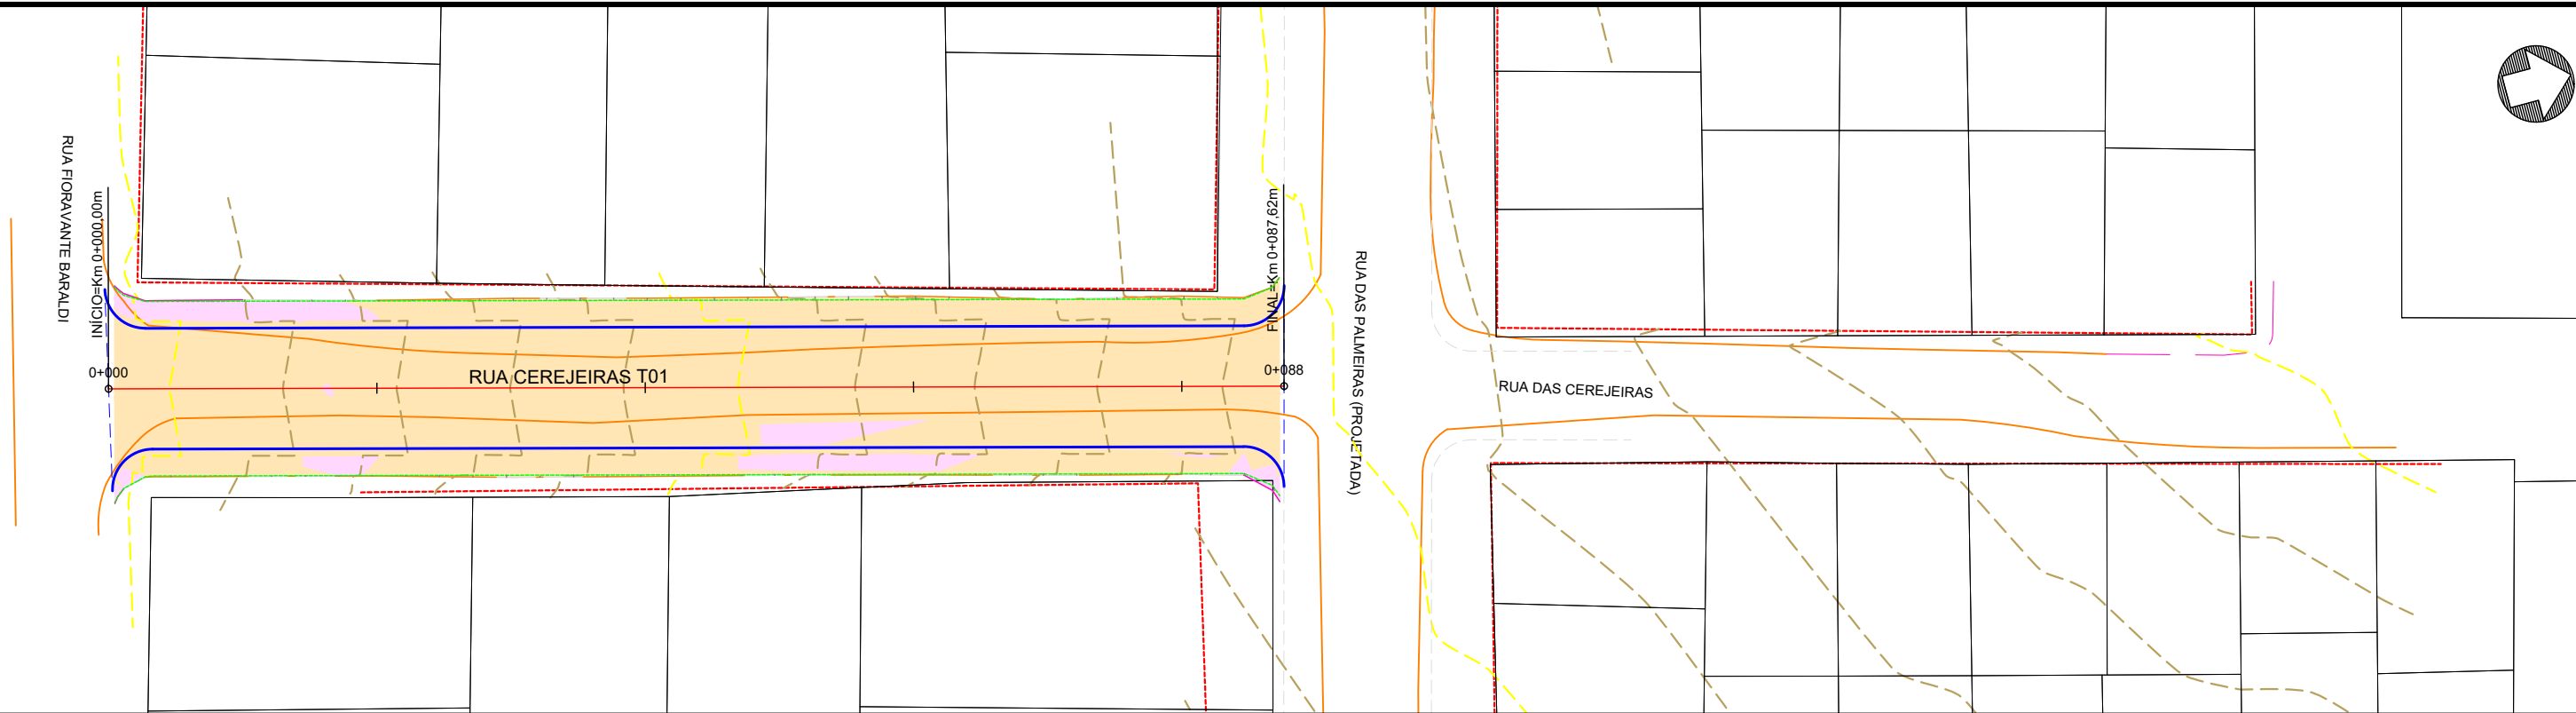 RUA FIORAVANTE BARALDI
INÍCIO=Km 0+000,00m
0+000
RUA CEREJEIRAS T01
FINAL=Km 0+087,62m
0+088
RUA DAS PALMEIRAS (PROJETADA)
RUA DAS CEREJEIRAS